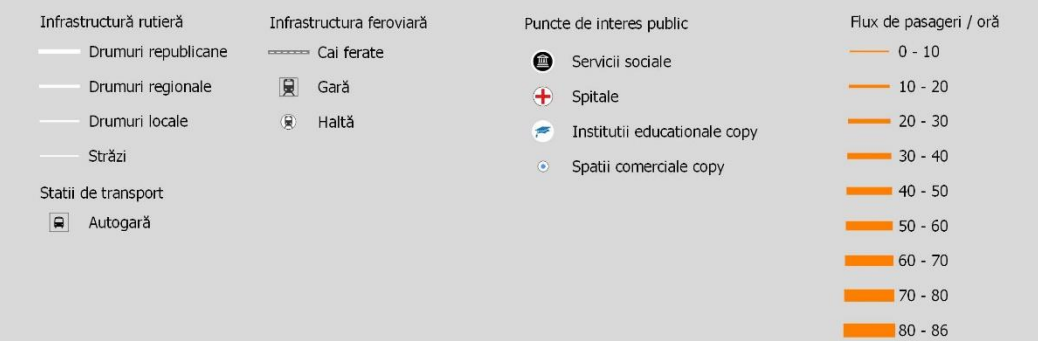 Infrastructură rutieră
Drumuri republicane
Drumuri regionale
Drumuri locale
Străzi
Statii de transport
Autogară
Infrastructura feroviară
Cai ferate
Gară
Haltă
Puncte de interes public
Servicii sociale
Spitale
Institutii educationale copy
Spatii comerciale copy
Flux de pasageri / oră
0 - 10
10 - 20
20 - 30
30 - 40
40 - 50
50 - 60
60 - 70
70 - 80
80 - 86